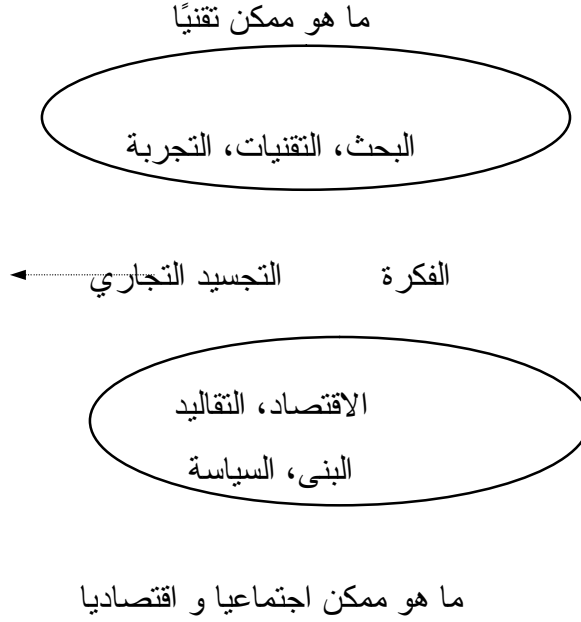 ما هو ممكن تقنيًا
البحث، التقنيات، التجربة
الفكرة التجسيد التجاري
الاقتصاد، التقاليد
البنى، السياسة
ما هو ممكن اجتماعيا و اقتصاديا